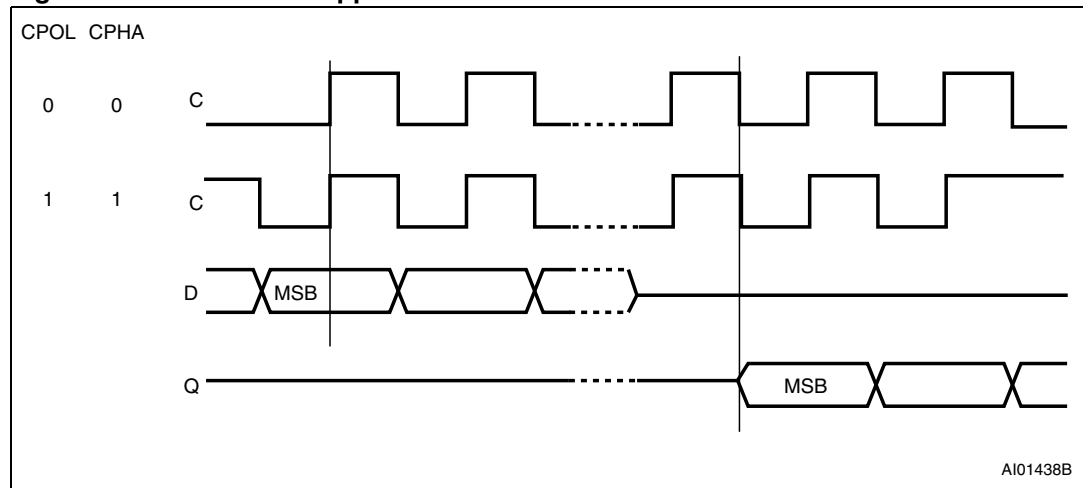 CPOL CPHA
0 0 C
1 1 C
D MSB
Q MSB
AI01438B